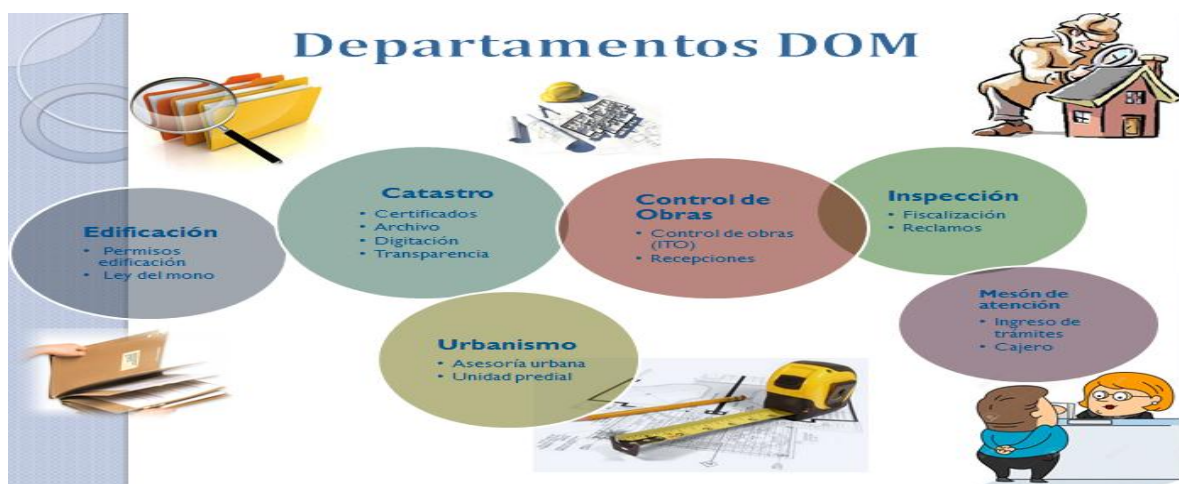 Departamentos DOM
Edificación
• Permisos
edificación
• Ley del mono
Catastro
• Certificados
• Archivo
• Digitación
• Transparencia
Control de
Obras
• Control de obras
(ITO)
• Recepciones
Inspección
• Fiscalización
• Reclamos
Urbanismo
• Asesoría urbana
• Unidad predial
Mesón de
atención
• Ingreso de
trámites
• Cajero